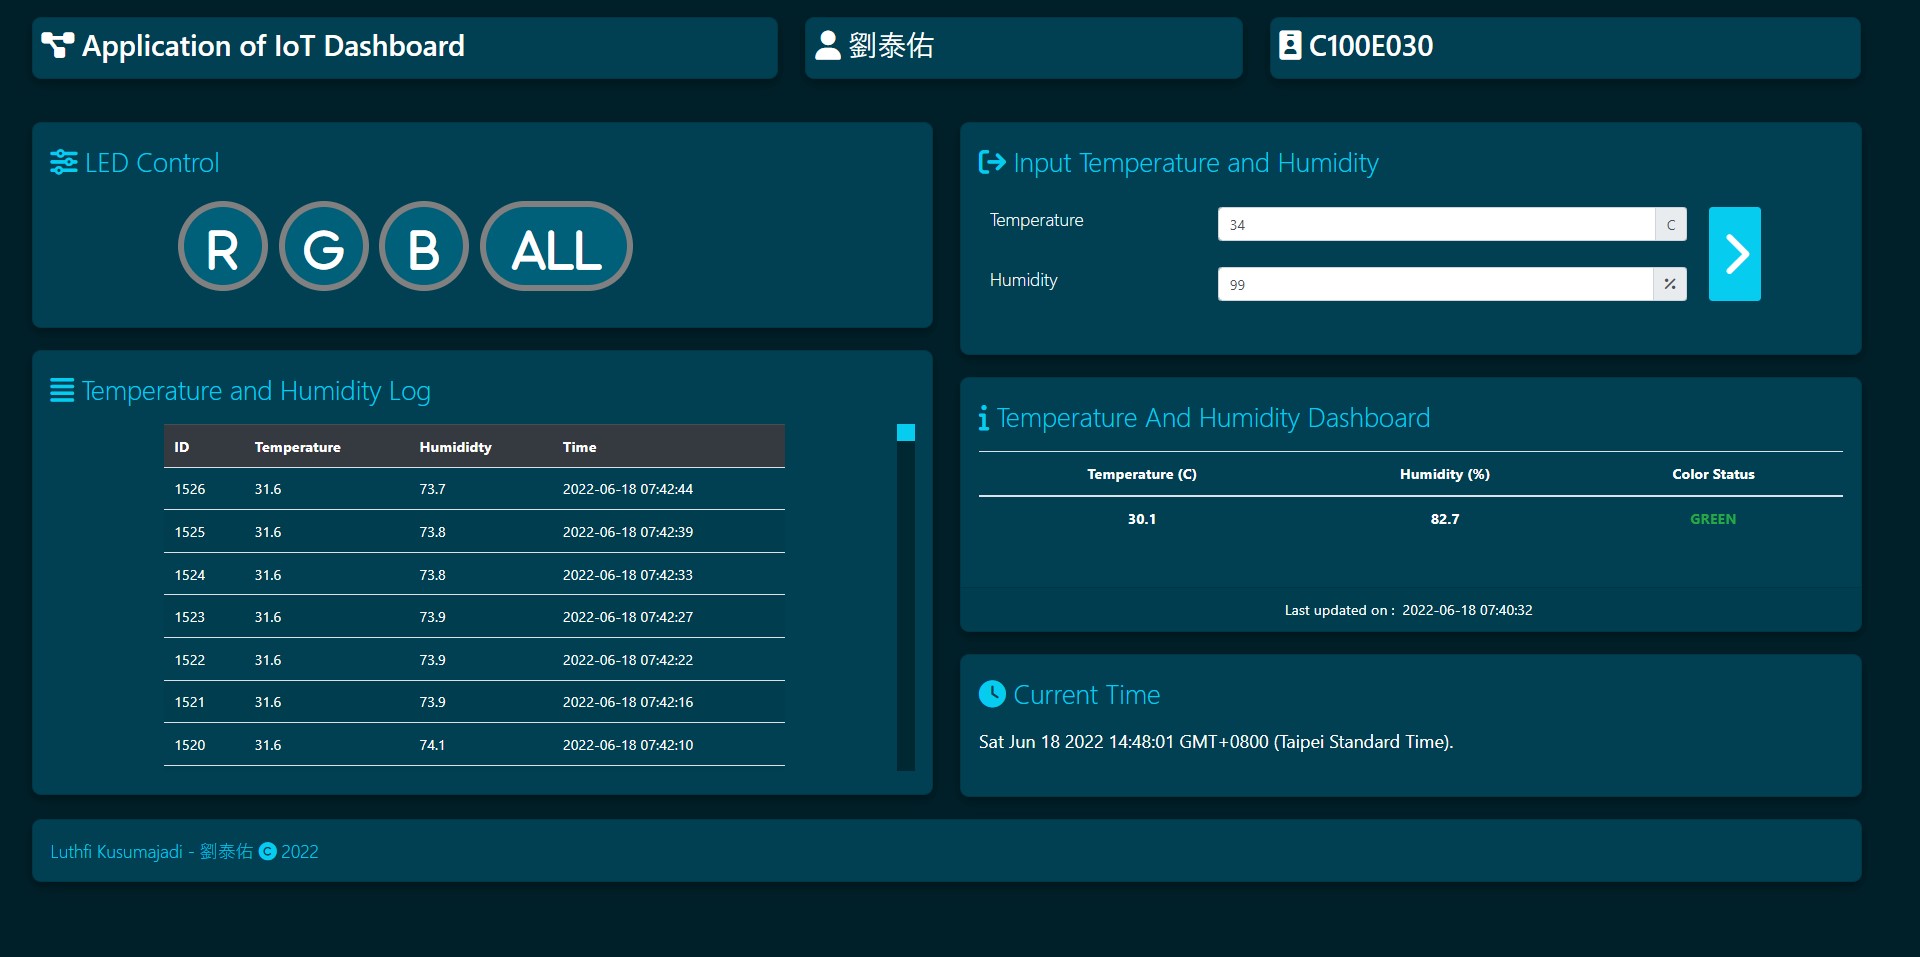 Application of IoT Dashboard
劉泰佑
C100E030
LED Control
R G B ALL
Temperature and Humidity Log
ID Temperature Humididty Time
1526 31.6 73.7 2022-06-18 07:42:44
1525 31.6 73.8 2022-06-18 07:42:39
1524 31.6 73.8 2022-06-18 07:42:33
1523 31.6 73.9 2022-06-18 07:42:27
1522 31.6 73.9 2022-06-18 07:42:22
1521 31.6 73.9 2022-06-18 07:42:16
1520 31.6 74.1 2022-06-18 07:42:10
Input Temperature and Humidity
Temperature 34 C
Humidity 99 %
Temperature And Humidity Dashboard
Temperature (C) Humidity (%) Color Status
30.1 82.7 GREEN
Last updated on : 2022-06-18 07:40:32
Current Time
Sat Jun 18 2022 14:48:01 GMT+0800 (Taipei Standard Time).
Luthfi Kusumajadi - 劉泰佑 © 2022